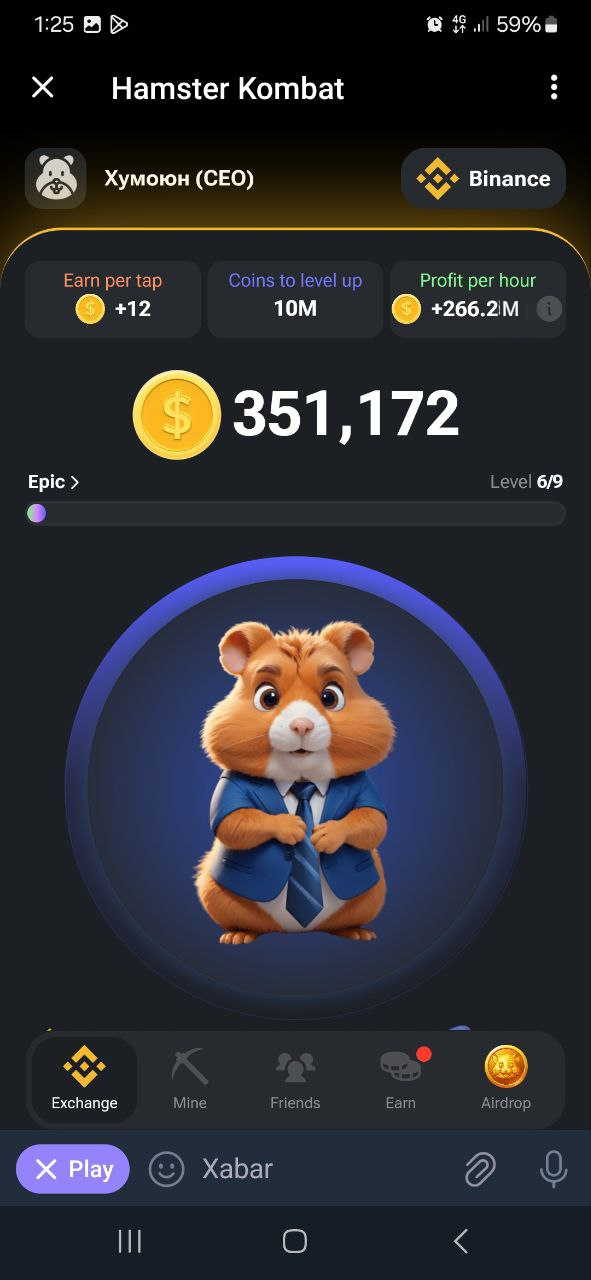 1:25 4G 59%
Hamster Kombat
Хумоюн (CEO) Binance
Earn per tap Coins to level up Profit per hour
+12 10M +266.2M i
351,172
Epic > Level 6/9
Exchange Mine Friends Earn Airdrop
Play Xabar